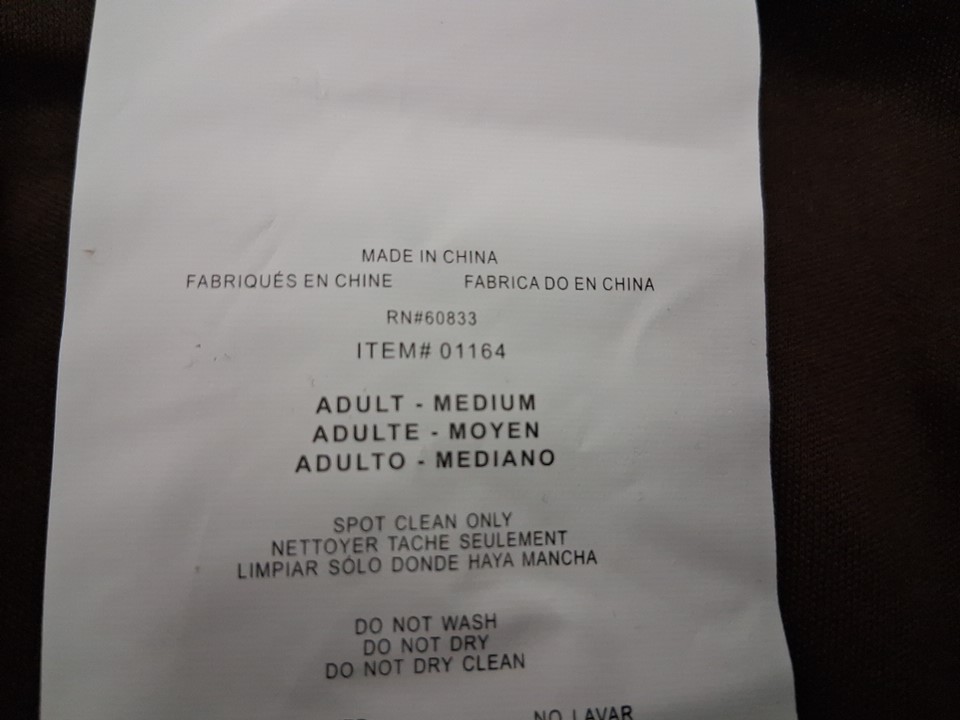 MADE IN CHINA
FABRIQUÉS EN CHINE FABRICA DO EN CHINA
RN#60833
ITEM# 01164
ADULT - MEDIUM
ADULTE - MOYEN
ADULTO - MEDIANO
SPOT CLEAN ONLY
NETTOYER TACHE SEULEMENT
LIMPIAR SÓLO DONDE HAYA MANCHA
DO NOT WASH
DO NOT DRY
DO NOT DRY CLEAN
NO LAVAR